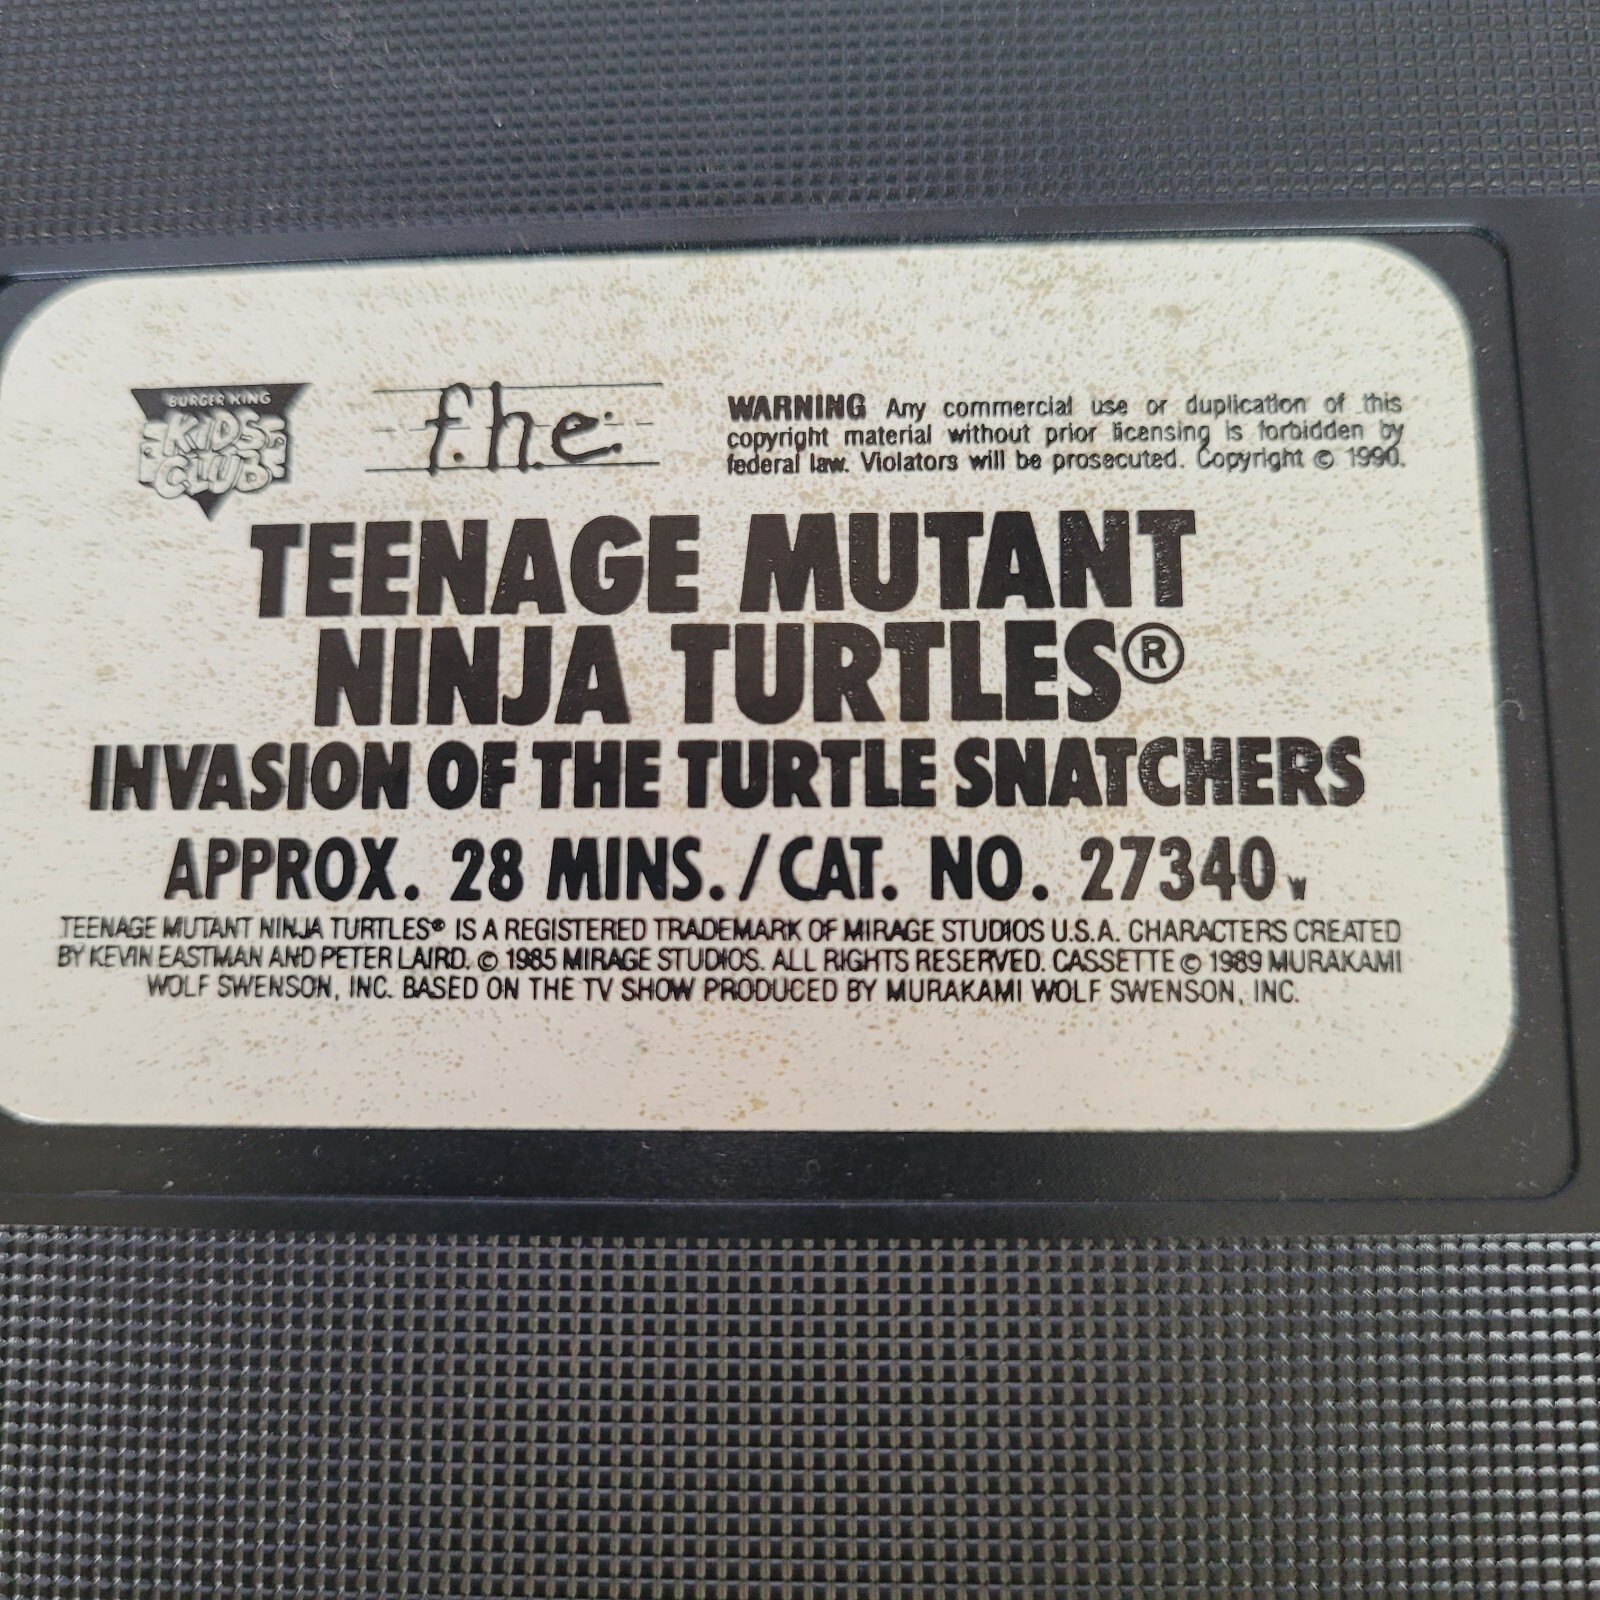 BURGER KING
KIDS
CLUB
f.h.e.
WARNING Any commercial use or duplication of this
copyright material without prior licensing is forbidden by
federal law. Violators will be prosecuted. Copyright © 1990.
TEENAGE MUTANT
NINJA TURTLES®
INVASION OF THE TURTLE SNATCHERS
APPROX. 28 MINS./CAT. NO. 27340 w
TEENAGE MUTANT NINJA TURTLES® IS A REGISTERED TRADEMARK OF MIRAGE STUDIOS U.S.A. CHARACTERS CREATED
BY KEVIN EASTMAN AND PETER LAIRD. © 1985 MIRAGE STUDIOS. ALL RIGHTS RESERVED. CASSETTE © 1989 MURAKAMI
WOLF SWENSON, INC. BASED ON THE TV SHOW PRODUCED BY MURAKAMI WOLF SWENSON, INC.